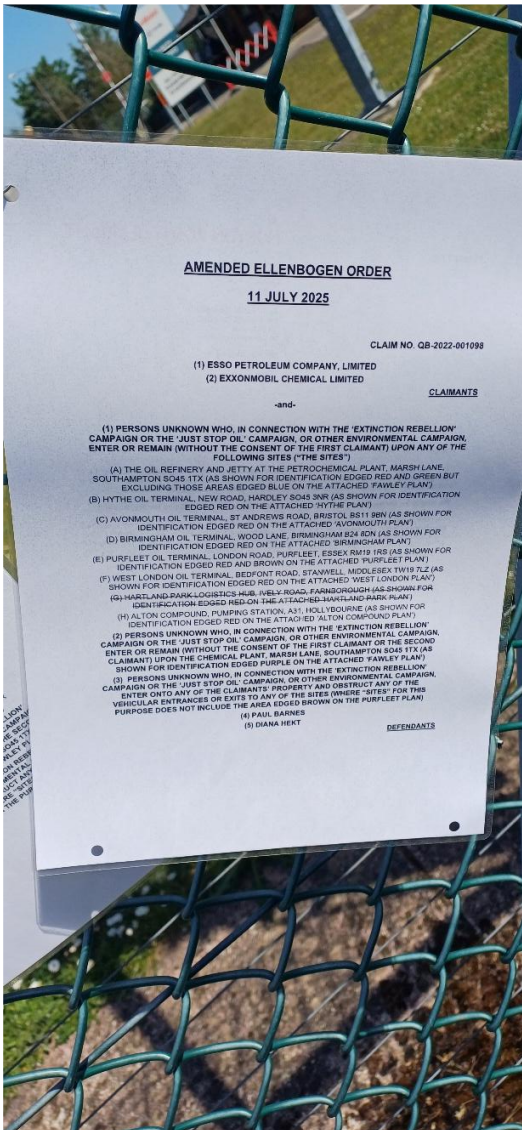 AMENDED ELLENBOGEN ORDER
11 JULY 2025
CLAIM NO. QB-2022-001098
(1) ESSO PETROLEUM COMPANY, LIMITED
(2) EXXONMOBIL CHEMICAL LIMITED
CLAIMANTS
-and-
(1) PERSONS UNKNOWN WHO, IN CONNECTION WITH THE 'EXTINCTION REBELLION'
CAMPAIGN OR THE 'JUST STOP OIL' CAMPAIGN, OR OTHER ENVIRONMENTAL CAMPAIGN,
ENTER OR REMAIN (WITHOUT THE CONSENT OF THE FIRST CLAIMANT) UPON ANY OF THE
FOLLOWING SITES ("THE SITES")
(A) THE OIL REFINERY AND JETTY AT THE PETROCHEMICAL PLANT, MARSH LANE,
SOUTHAMPTON SO45 1TX (AS SHOWN FOR IDENTIFICATION EDGED RED AND GREEN BUT
EXCLUDING THOSE AREAS EDGED BLUE ON THE ATTACHED 'FAWLEY PLAN')
(B) HYTHE OIL TERMINAL, NEW ROAD, HARDLEY SO45 3NR (AS SHOWN FOR IDENTIFICATION
EDGED RED ON THE ATTACHED 'HYTHE PLAN')
(C) AVONMOUTH OIL TERMINAL, ST ANDREWS ROAD, BRISTOL BS11 9BN (AS SHOWN FOR
IDENTIFICATION EDGED RED ON THE ATTACHED 'AVONMOUTH PLAN')
(D) BIRMINGHAM OIL TERMINAL, WOOD LANE, BIRMINGHAM B24 8DN (AS SHOWN FOR
IDENTIFICATION EDGED RED ON THE ATTACHED 'BIRMINGHAM PLAN')
(E) PURFLEET OIL TERMINAL, LONDON ROAD, PURFLEET, ESSEX RM19 1RS (AS SHOWN FOR
IDENTIFICATION EDGED RED AND BROWN ON THE ATTACHED 'PURFLEET PLAN')
(F) WEST LONDON OIL TERMINAL, BEDFONT ROAD, STANWELL, MIDDLESEX TW19 7LZ (AS
SHOWN FOR IDENTIFICATION EDGED RED ON THE ATTACHED 'WEST LONDON PLAN')
(G) HARTLAND PARK LOGISTICS HUB, IVELY ROAD, FARNBOROUGH (AS SHOWN FOR
IDENTIFICATION EDGED RED ON THE ATTACHED 'HARTLAND PARK PLAN')
(H) ALTON COMPOUND, PUMPING STATION, A31, HOLLYBOURNE (AS SHOWN FOR
IDENTIFICATION EDGED RED ON THE ATTACHED 'ALTON COMPOUND PLAN')
(2) PERSONS UNKNOWN WHO, IN CONNECTION WITH THE 'EXTINCTION REBELLION'
CAMPAIGN OR THE 'JUST STOP OIL' CAMPAIGN, OR OTHER ENVIRONMENTAL CAMPAIGN,
ENTER OR REMAIN (WITHOUT THE CONSENT OF THE FIRST CLAIMANT OR THE SECOND
CLAIMANT) UPON THE CHEMICAL PLANT, MARSH LANE, SOUTHAMPTON SO45 1TX (AS
SHOWN FOR IDENTIFICATION EDGED PURPLE ON THE ATTACHED 'FAWLEY PLAN')
(3) PERSONS UNKNOWN WHO, IN CONNECTION WITH THE 'EXTINCTION REBELLION'
CAMPAIGN OR THE 'JUST STOP OIL' CAMPAIGN, OR OTHER ENVIRONMENTAL CAMPAIGN,
ENTER ONTO ANY OF THE CLAIMANTS' PROPERTY AND OBSTRUCT ANY OF THE
VEHICULAR ENTRANCES OR EXITS TO ANY OF THE SITES (WHERE "SITES" FOR THIS
PURPOSE DOES NOT INCLUDE THE AREA EDGED BROWN ON THE PURFLEET PLAN)
(4) PAUL BARNES
(5) DIANA HEKT
DEFENDANTS